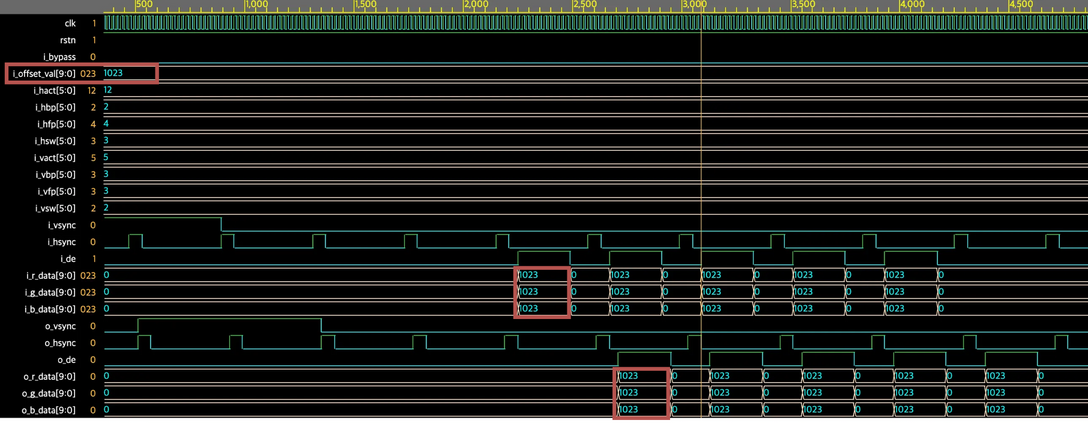 500 1,000 1,500 2,000 2,500 3,000 3,500 4,000 4,500
clk 1
rstn 1
i_bypass 0
i_offset_val[9:0] 023 1023
i_hact[5:0] 12 12
i_hbp[5:0] 2 2
i_hfp[5:0] 4 4
i_hsw[5:0] 3 3
i_vact[5:0] 5 5
i_vbp[5:0] 3 3
i_vfp[5:0] 3 3
i_vsw[5:0] 2 2
i_vsync 0
i_hsync 0
i_de 1
i_r_data[9:0] 023 0 1023 0 1023 0 1023 0 1023 0 1023 0
i_g_data[9:0] 023 0 1023 0 1023 0 1023 0 1023 0 1023 0
i_b_data[9:0] 023 0 1023 0 1023 0 1023 0 1023 0 1023 0
o_vsync 0
o_hsync 0
o_de 0
o_r_data[9:0] 0 0 1023 0 1023 0 1023 0 1023 0 1023 0
o_g_data[9:0] 0 0 1023 0 1023 0 1023 0 1023 0 1023 0
o_b_data[9:0] 0 0 1023 0 1023 0 1023 0 1023 0 1023 0